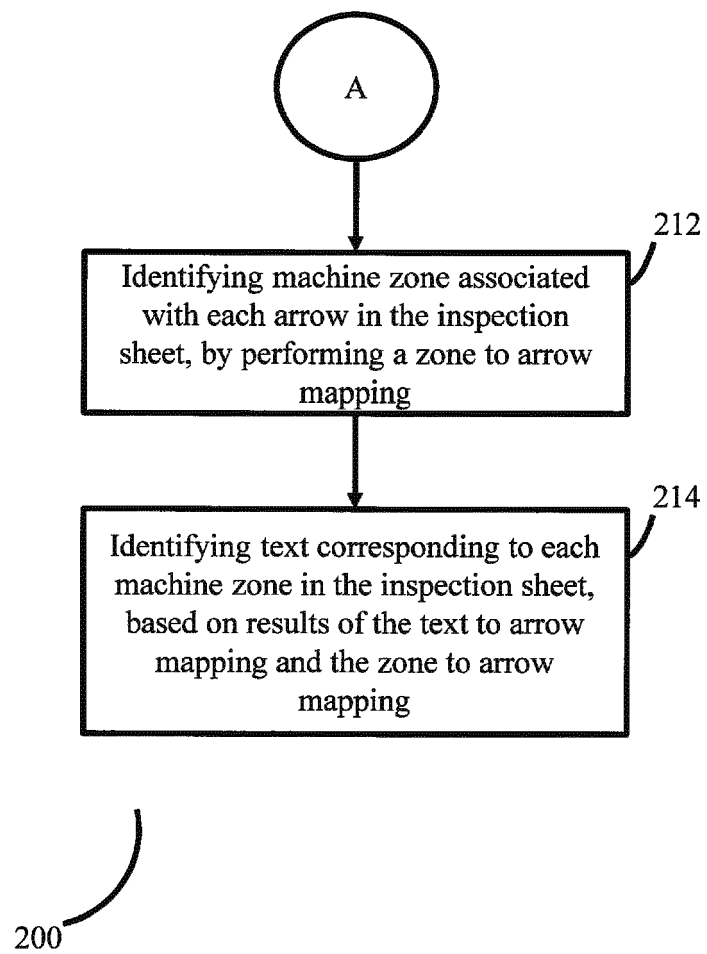 A
212
Identifying machine zone associated
with each arrow in the inspection
sheet, by performing a zone to arrow
mapping
214
Identifying text corresponding to each
machine zone in the inspection sheet,
based on results of the text to arrow
mapping and the zone to arrow
mapping
200